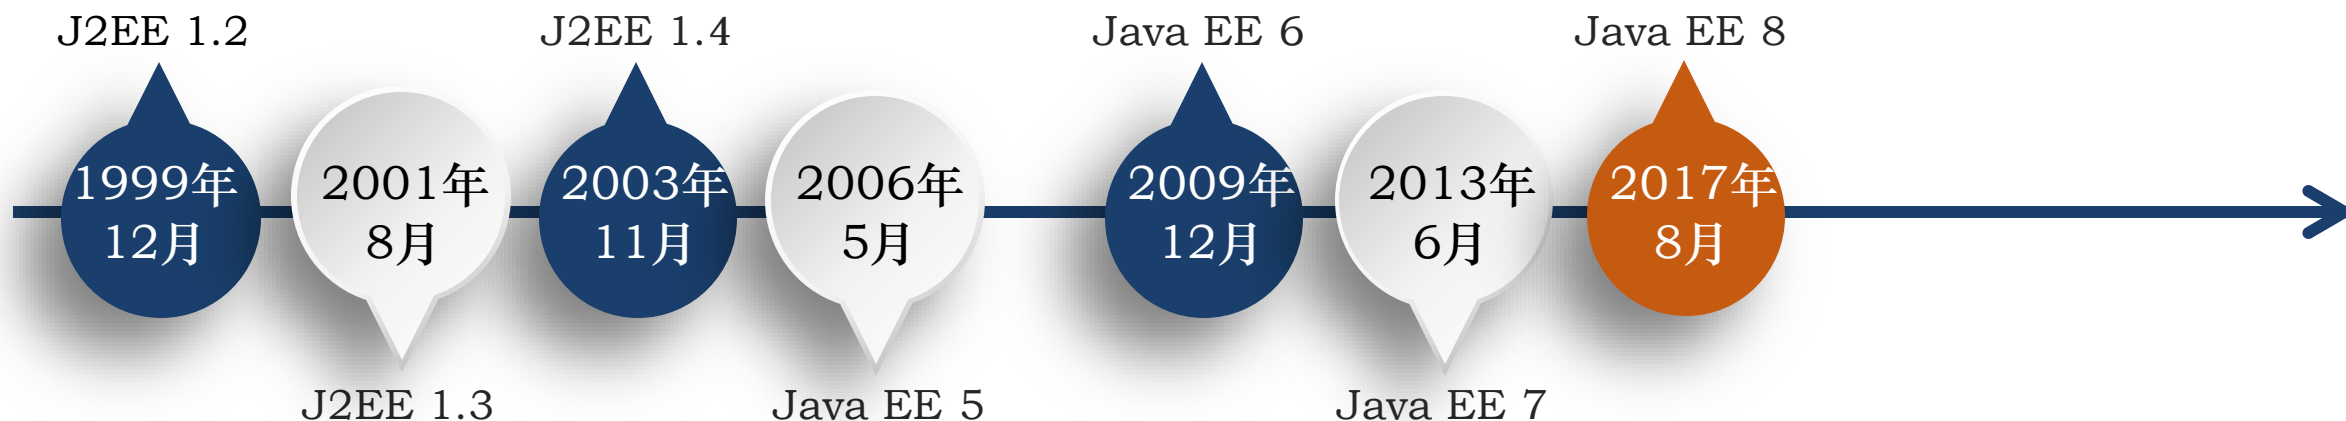 J2EE 1.2
J2EE 1.4
Java EE 6
Java EE 8
1999年
12月
2001年
8月
2003年
11月
2006年
5月
2009年
12月
2013年
6月
2017年
8月
J2EE 1.3
Java EE 5
Java EE 7